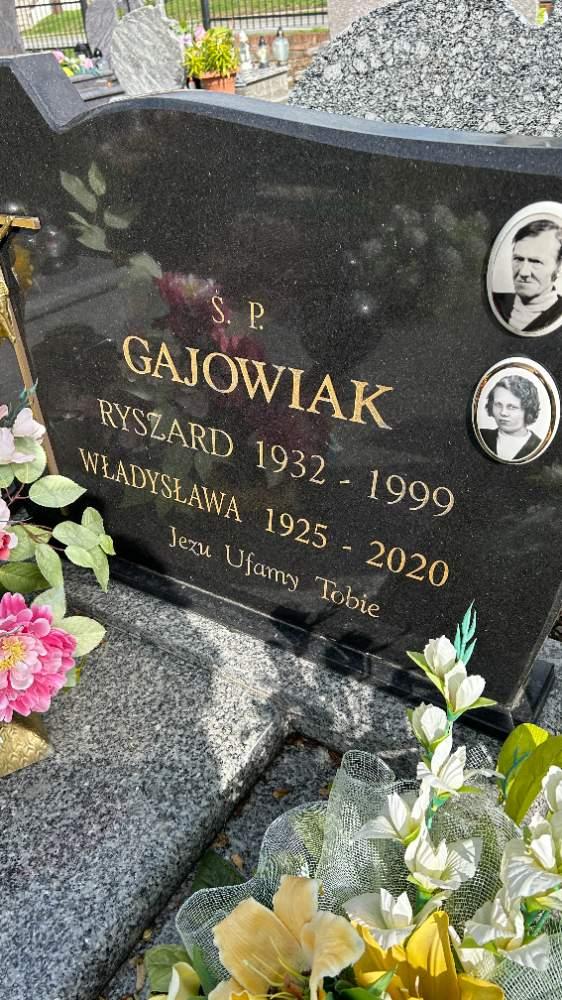 Ś. P.
GAJOWIAK
RYSZARD 1932 - 1999
WŁADYSŁAWA 1925 - 2020
Jezu Ufamy Tobie